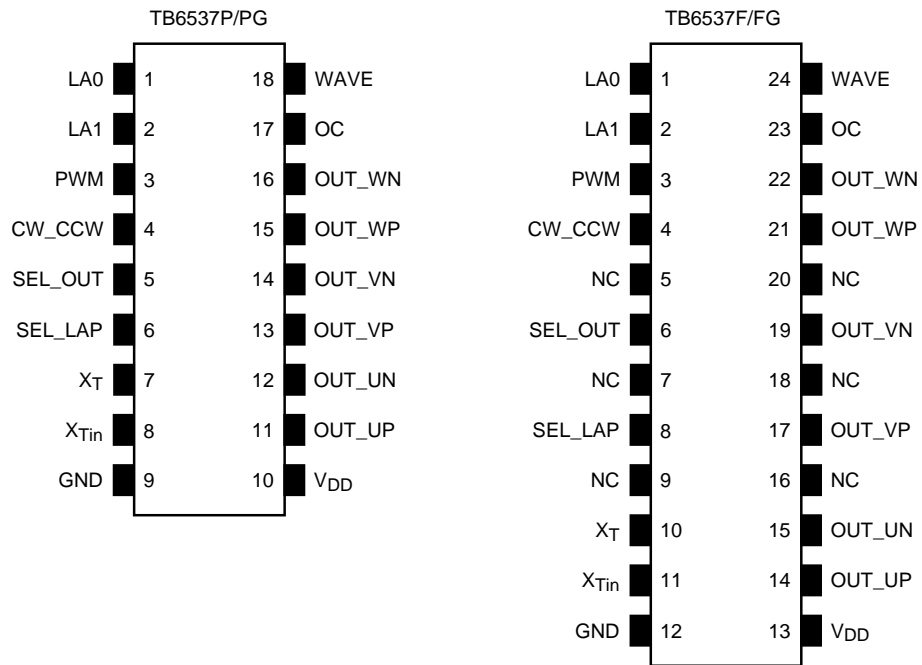 TB6537P/PG
LA0 1 18 WAVE
LA1 2 17 OC
PWM 3 16 OUT_WN
CW_CCW 4 15 OUT_WP
SEL_OUT 5 14 OUT_VN
SEL_LAP 6 13 OUT_VP
XT 7 12 OUT_UN
XTin 8 11 OUT_UP
GND 9 10 VDD
TB6537F/FG
LA0 1 24 WAVE
LA1 2 23 OC
PWM 3 22 OUT_WN
CW_CCW 4 21 OUT_WP
NC 5 20 NC
SEL_OUT 6 19 OUT_VN
NC 7 18 NC
SEL_LAP 8 17 OUT_VP
NC 9 16 NC
XT 10 15 OUT_UN
XTin 11 14 OUT_UP
GND 12 13 VDD